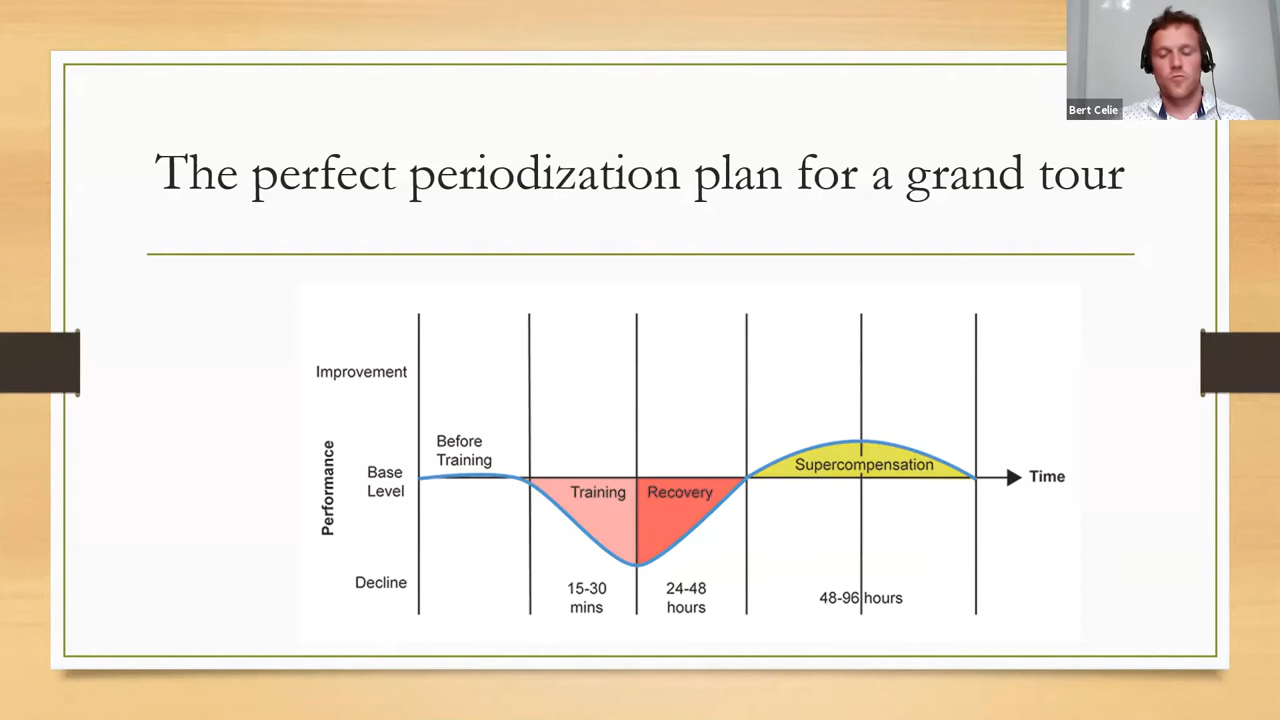 Bert Celie
The perfect periodization plan for a grand tour
Improvement
Before
Training
Base
Level
Performance
Training
Recovery
Supercompensation
Time
Decline
15-30
mins
24-48
hours
48-96 hours